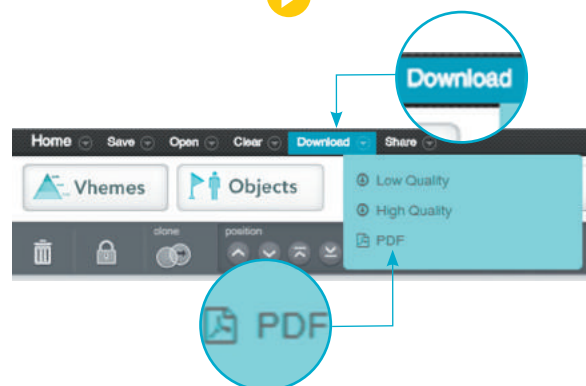 Download
Home Save Open Clear Download Share
Vhemes Objects
Low Quality
High Quality
PDF
clone position
PDF